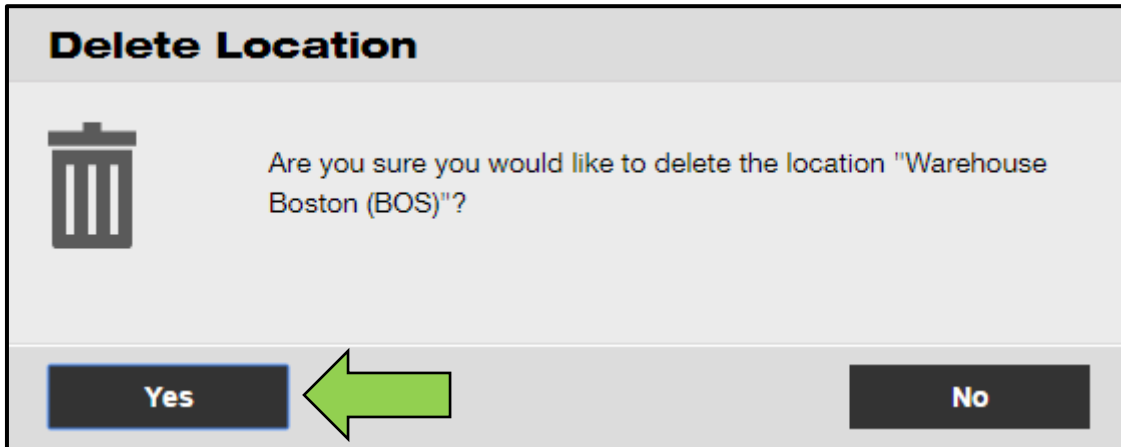 Delete Location
Are you sure you would like to delete the location "Warehouse
Boston (BOS)"?
Yes
No